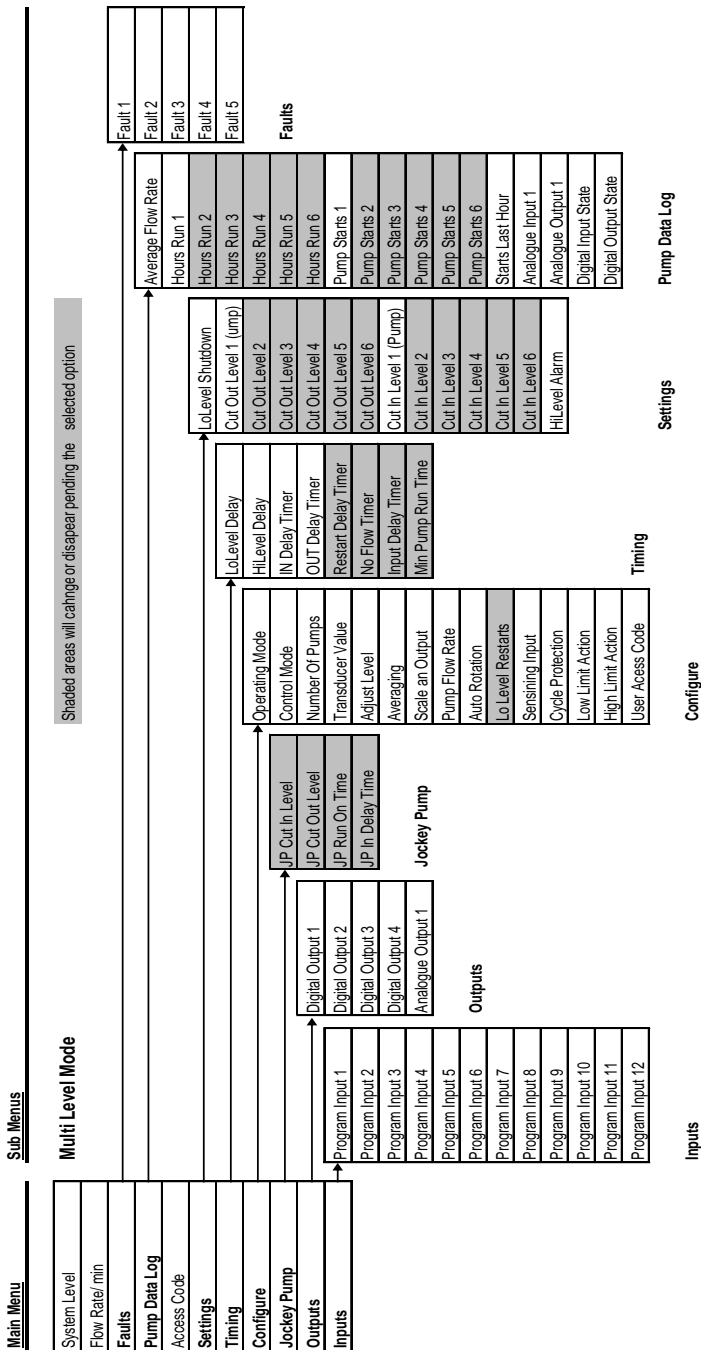 Main Menu
Sub Menus
System Level
Flow Rate/ min
Faults
Pump Data Log
Access Code
Settings
Timing
Configure
Jockey Pump
Outputs
Inputs
Multi Level Mode
Shaded areas will cahnge or disapear pending the selected option
Program Input 1
Program Input 2
Program Input 3
Program Input 4
Program Input 5
Program Input 6
Program Input 7
Program Input 8
Program Input 9
Program Input 10
Program Input 11
Program Input 12
Inputs
Digital Output 1
Digital Output 2
Digital Output 3
Digital Output 4
Analogue Output 1
Outputs
JP Cut In Level
JP Cut Out Level
JP Run On Time
JP In Delay Time
Jockey Pump
Operating Mode
Control Mode
Number Of Pumps
Transducer Value
Adjust Level
Averaging
Scale an Output
Pump Flow Rate
Auto Rotation
Lo Level Restarts
Sensining Input
Cycle Protection
Low Limit Action
High Limit Action
User Acess Code
Configure
LoLevel Delay
HiLevel Delay
IN Delay Timer
OUT Delay Timer
Restart Delay Timer
No Flow Timer
Input Delay Timer
Min Pump Run Time
Timing
LoLevel Shutdown
Cut Out Level 1 (ump)
Cut Out Level 2
Cut Out Level 3
Cut Out Level 4
Cut Out Level 5
Cut Out Level 6
Cut In Level 1 (Pump)
Cut In Level 2
Cut In Level 3
Cut In Level 4
Cut In Level 5
Cut In Level 6
HiLevel Alarm
Settings
Average Flow Rate
Hours Run 1
Hours Run 2
Hours Run 3
Hours Run 4
Hours Run 5
Hours Run 6
Pump Starts 1
Pump Starts 2
Pump Starts 3
Pump Starts 4
Pump Starts 5
Pump Starts 6
Starts Last Hour
Analogue Input 1
Analogue Output 1
Digital Input State
Digital Output State
Pump Data Log
Fault 1
Fault 2
Fault 3
Fault 4
Fault 5
Faults